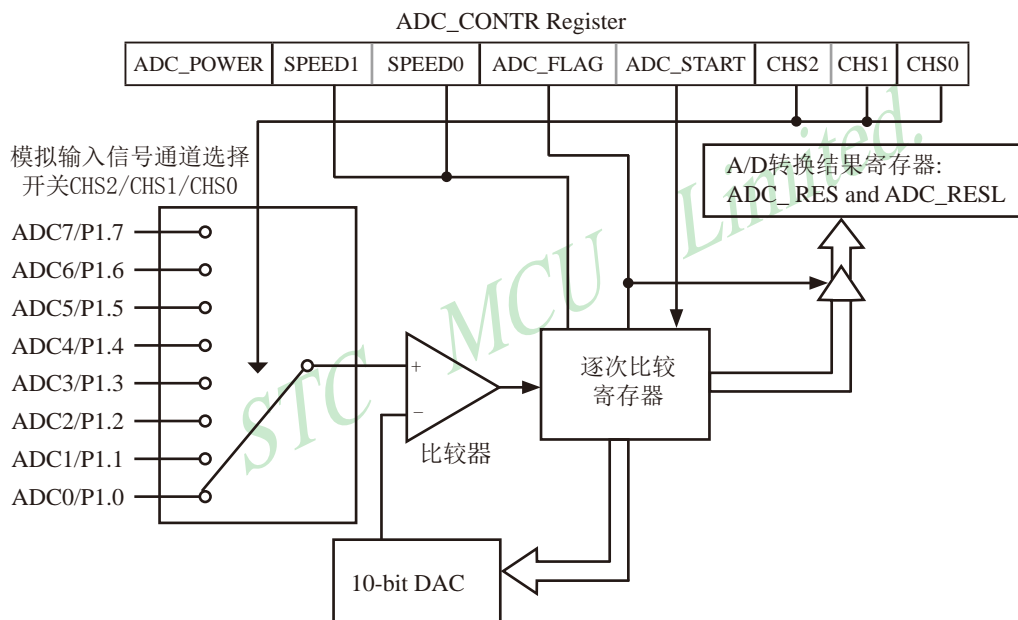 ADC_CONTR Register
ADC_POWER SPEED1 SPEED0 ADC_FLAG ADC_START CHS2 CHS1 CHS0
模拟输入信号通道选择
开关CHS2/CHS1/CHS0
A/D转换结果寄存器:
ADC_RES and ADC_RESL
ADC7/P1.7
ADC6/P1.6
ADC5/P1.5
ADC4/P1.4
ADC3/P1.3
ADC2/P1.2
ADC1/P1.1
ADC0/P1.0
+
−
比较器
逐次比较
寄存器
10-bit DAC
STC MCU Limited.